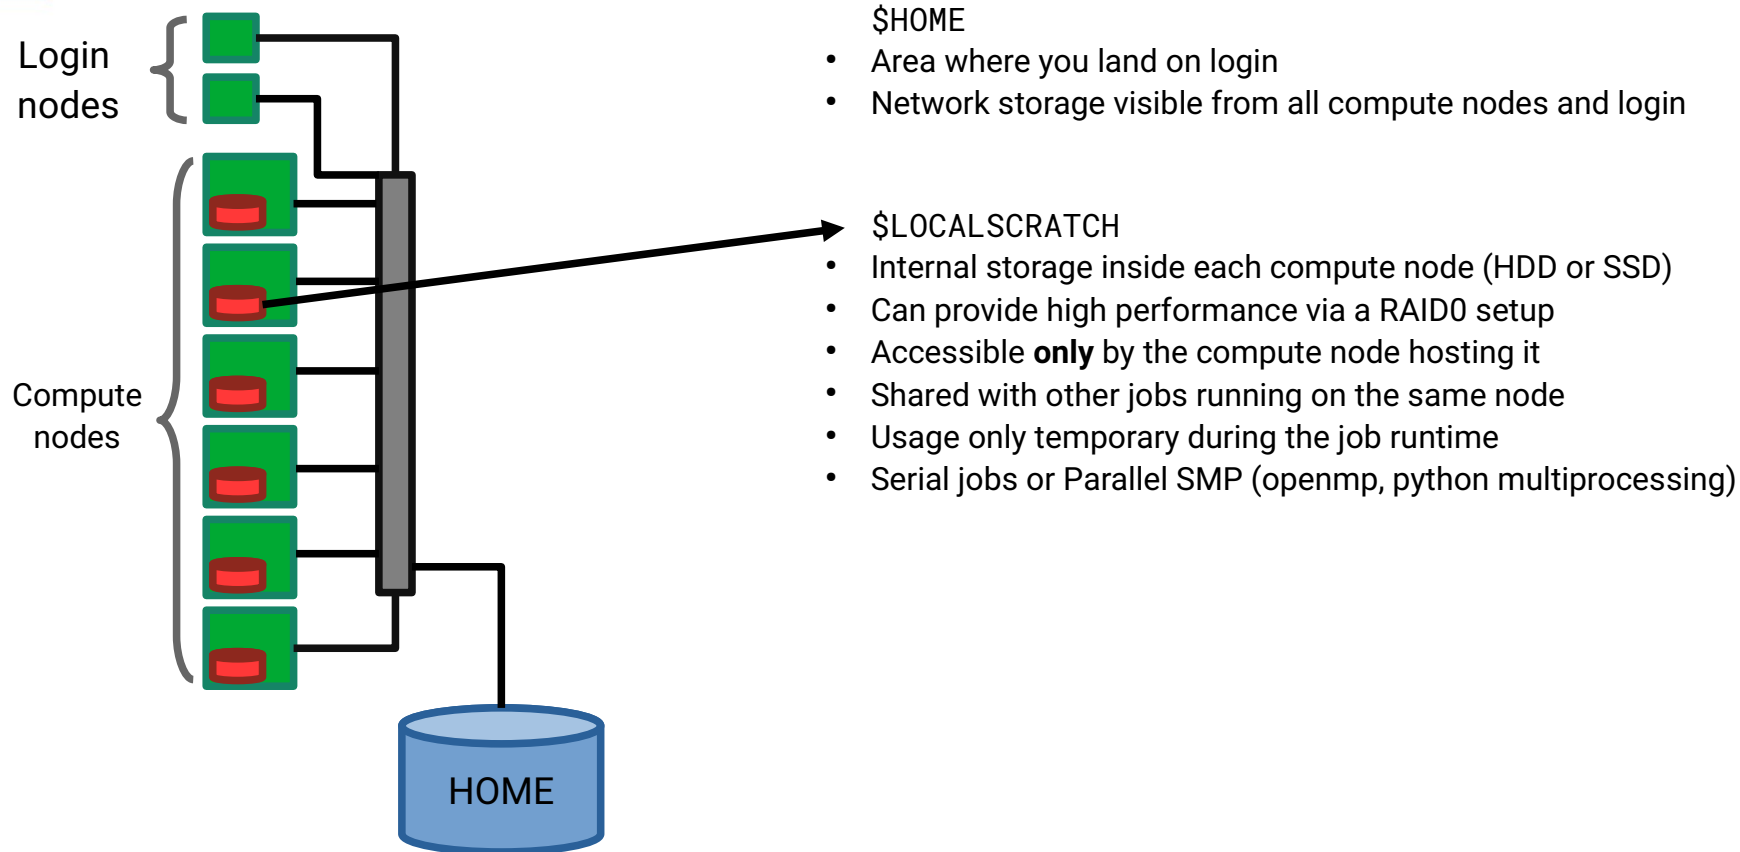 Login
nodes
Compute
nodes
HOME
$HOME
• Area where you land on login
• Network storage visible from all compute nodes and login
$LOCALSCRATCH
• Internal storage inside each compute node (HDD or SSD)
• Can provide high performance via a RAID0 setup
• Accessible only by the compute node hosting it
• Shared with other jobs running on the same node
• Usage only temporary during the job runtime
• Serial jobs or Parallel SMP (openmp, python multiprocessing)